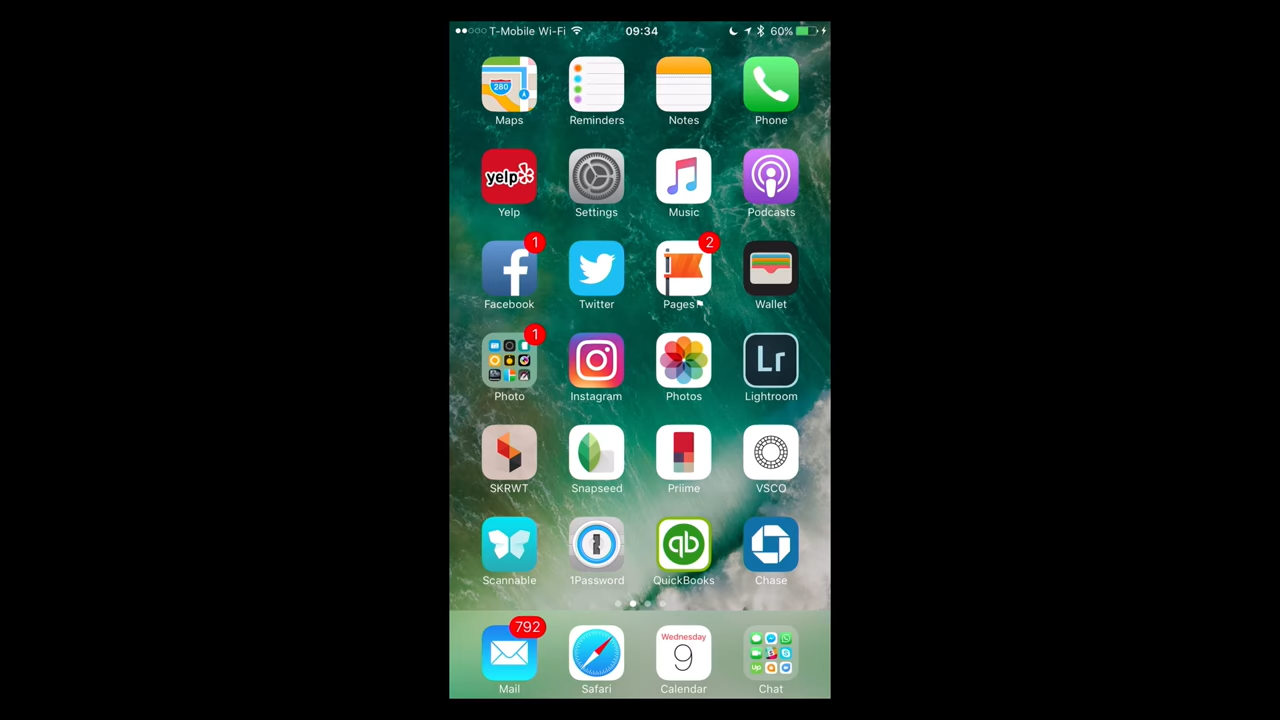 T-Mobile Wi-Fi 09:34 60%
280
Maps Reminders Notes Phone
yelp
Yelp Settings Music Podcasts
1 2
Facebook Twitter Pages⚑ Wallet
1
Lr
Photo Instagram Photos Lightroom
SKRWT Snapseed Priime VSCO
qb
Scannable 1Password QuickBooks Chase
792
Wednesday
9
Up
Mail Safari Calendar Chat